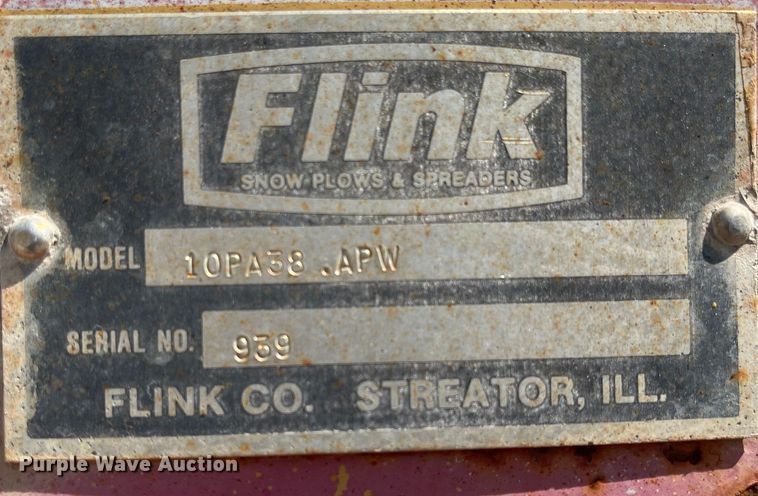 Flink
SNOW PLOWS & SPREADERS
MODEL 10PA38 .APW
SERIAL NO. 939
FLINK CO. STREATOR, ILL.
Purple Wave Auction